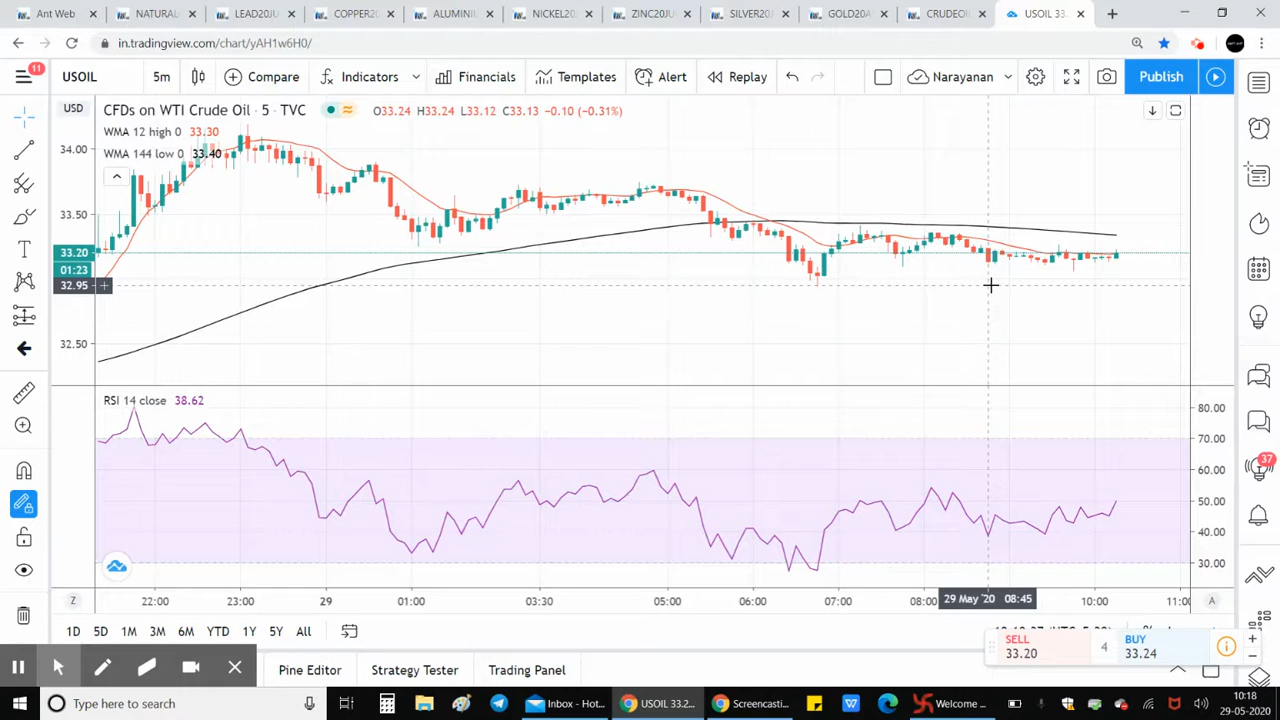 Ant Web
NATURAL
LEAD20JU
COPPER20
ALUMINIU
NICKEL20
ZINC20JU
SILVER20J
GOLD20A
CRUDEOIL
USOIL 33.
in.tradingview.com/chart/yAH1w6H0/
11
USOIL
5m
Compare
Indicators
Financials
Templates
Alert
Replay
Narayanan
Publish
USD
CFDs on WTI Crude Oil · 5 · TVC
O33.24 H33.24 L33.12 C33.13 −0.10 (−0.31%)
WMA 12 high 0 33.30
WMA 144 low 0 33.40
34.00
33.50
33.20
01:23
32.95
32.50
RSI 14 close 38.62
80.00
70.00
60.00
50.00
40.00
30.00
37
Z
22:00
23:00
29
01:00
03:30
05:00
06:00
07:00
08:00
29 May '20 08:45
10:00
11:00
A
1D 5D 1M 3M 6M YTD 1Y 5Y All
SELL
33.20
4
BUY
33.24
Pine Editor
Strategy Tester
Trading Panel
Type here to search
Inbox - Hot...
USOIL 33.2...
Screencasti...
Welcome ...
10:18
29-05-2020